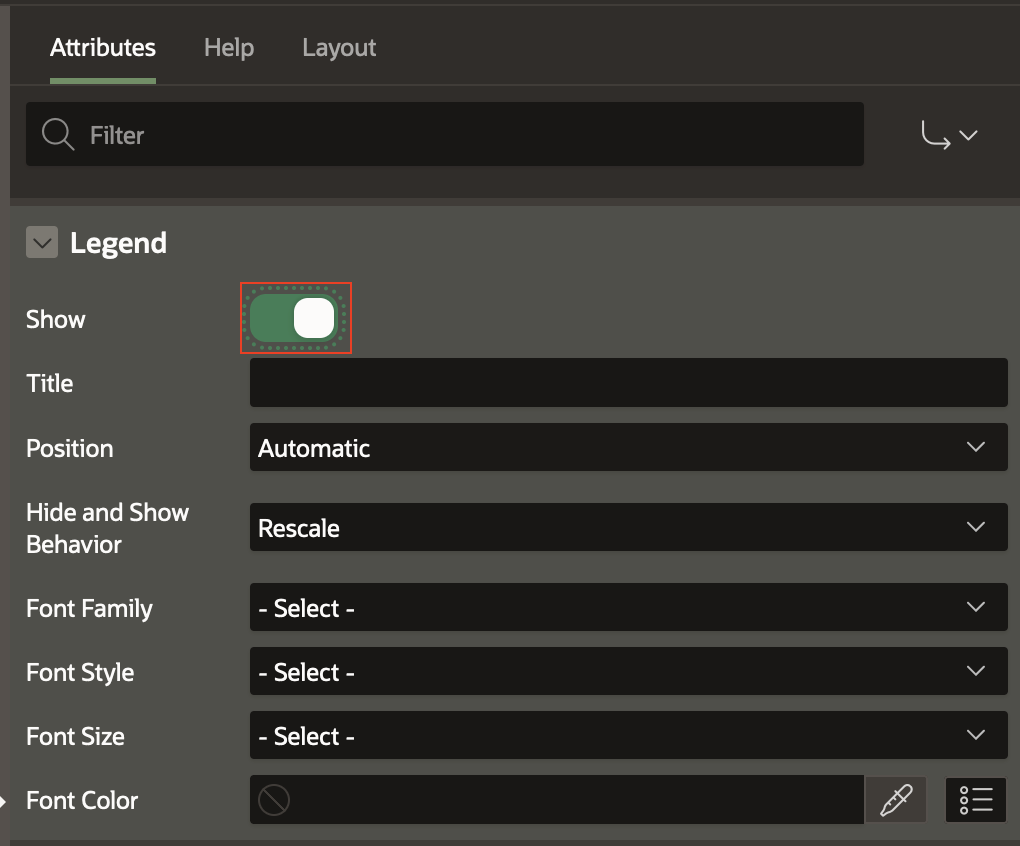 Attributes Help Layout
Filter
Legend
Show
Title
Position Automatic
Hide and Show
Behavior Rescale
Font Family - Select -
Font Style - Select -
Font Size - Select -
Font Color